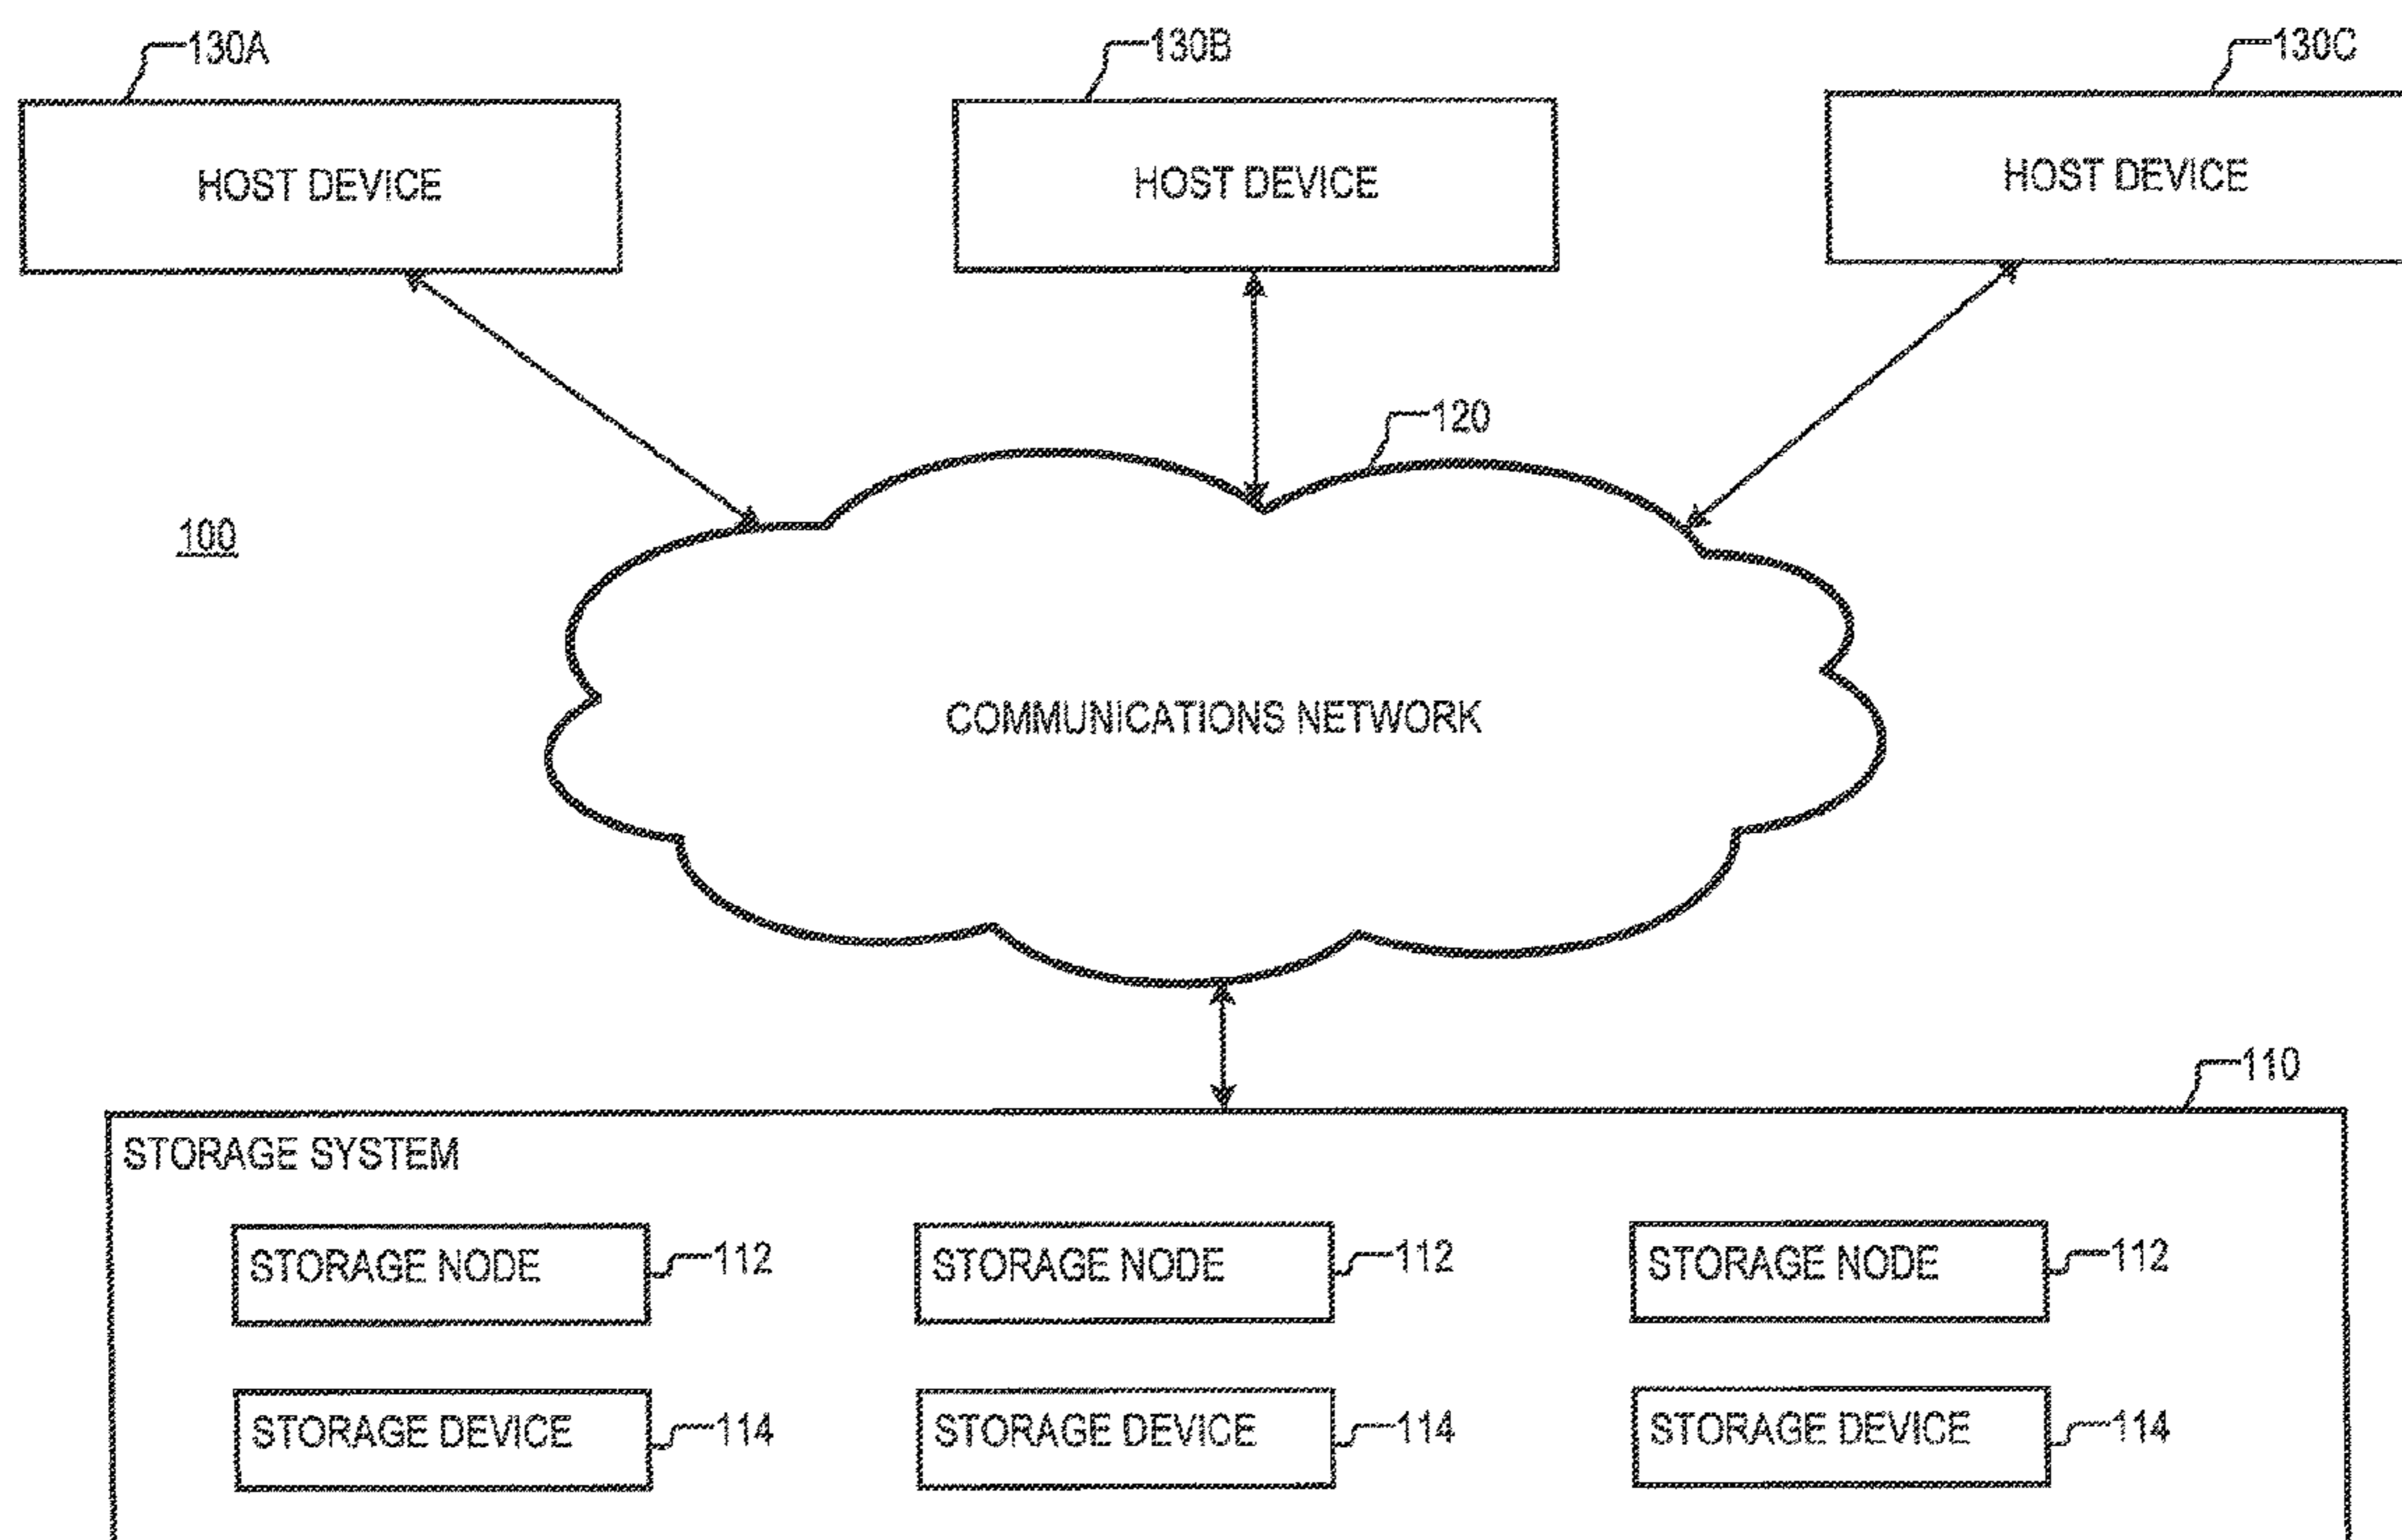 130A 130B 130C
HOST DEVICE HOST DEVICE HOST DEVICE
120
100
COMMUNICATIONS NETWORK
110
STORAGE SYSTEM
STORAGE NODE 112 STORAGE NODE 112 STORAGE NODE 112
STORAGE DEVICE 114 STORAGE DEVICE 114 STORAGE DEVICE 114